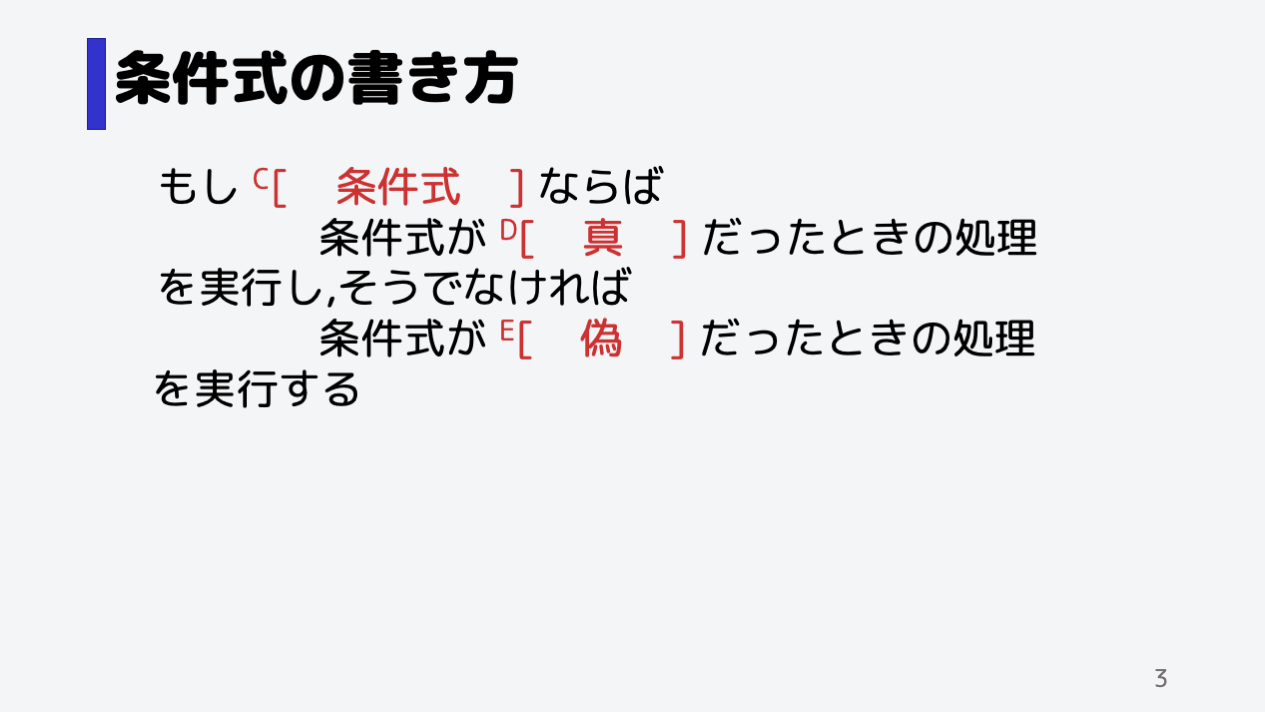 条件式の書き方
もし C[　条件式　] ならば
条件式が D[　真　] だったときの処理
を実行し,そうでなければ
条件式が E[　偽　] だったときの処理
を実行する
3